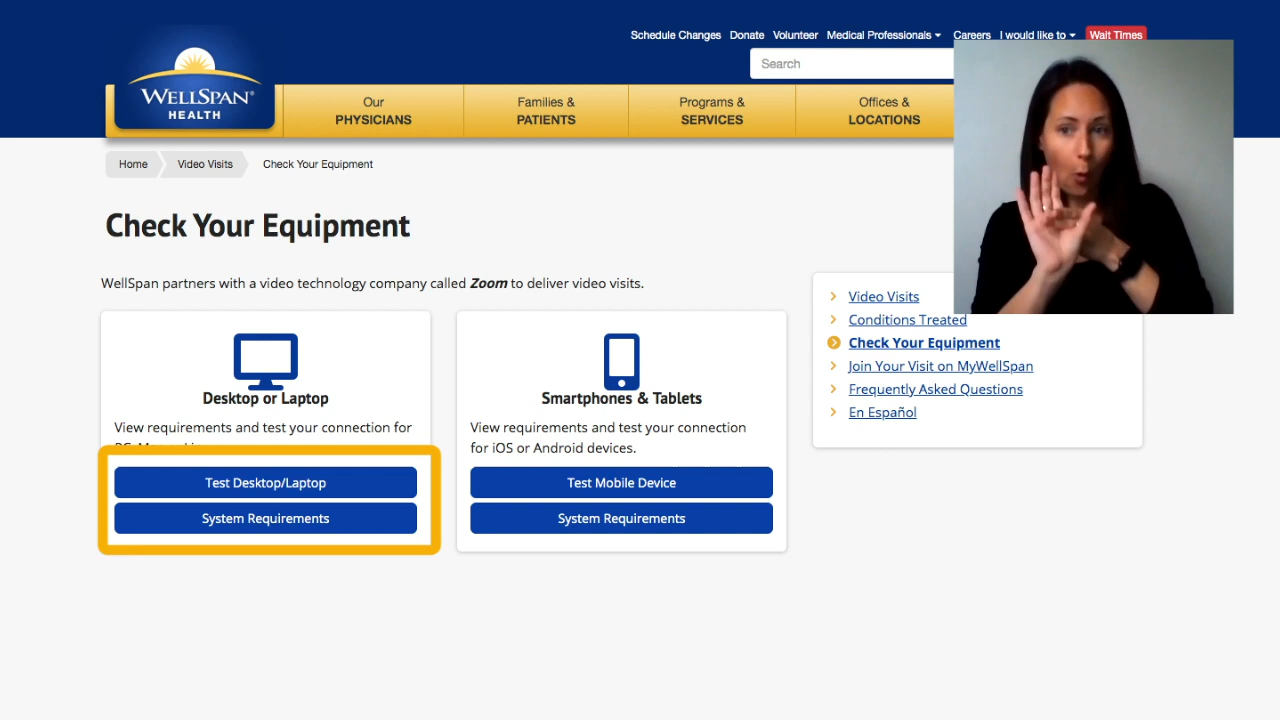 Schedule Changes Donate Volunteer Medical Professionals Careers I would like to Wait Times
Search
WELLSPAN®
HEALTH
Our
PHYSICIANS
Families &
PATIENTS
Programs &
SERVICES
Offices &
LOCATIONS
Home Video Visits Check Your Equipment
Check Your Equipment
WellSpan partners with a video technology company called Zoom to deliver video visits.
Desktop or Laptop
View requirements and test your connection for
Test Desktop/Laptop
System Requirements
Smartphones & Tablets
View requirements and test your connection
for iOS or Android devices.
Test Mobile Device
System Requirements
Video Visits
Conditions Treated
Check Your Equipment
Join Your Visit on MyWellSpan
Frequently Asked Questions
En Español